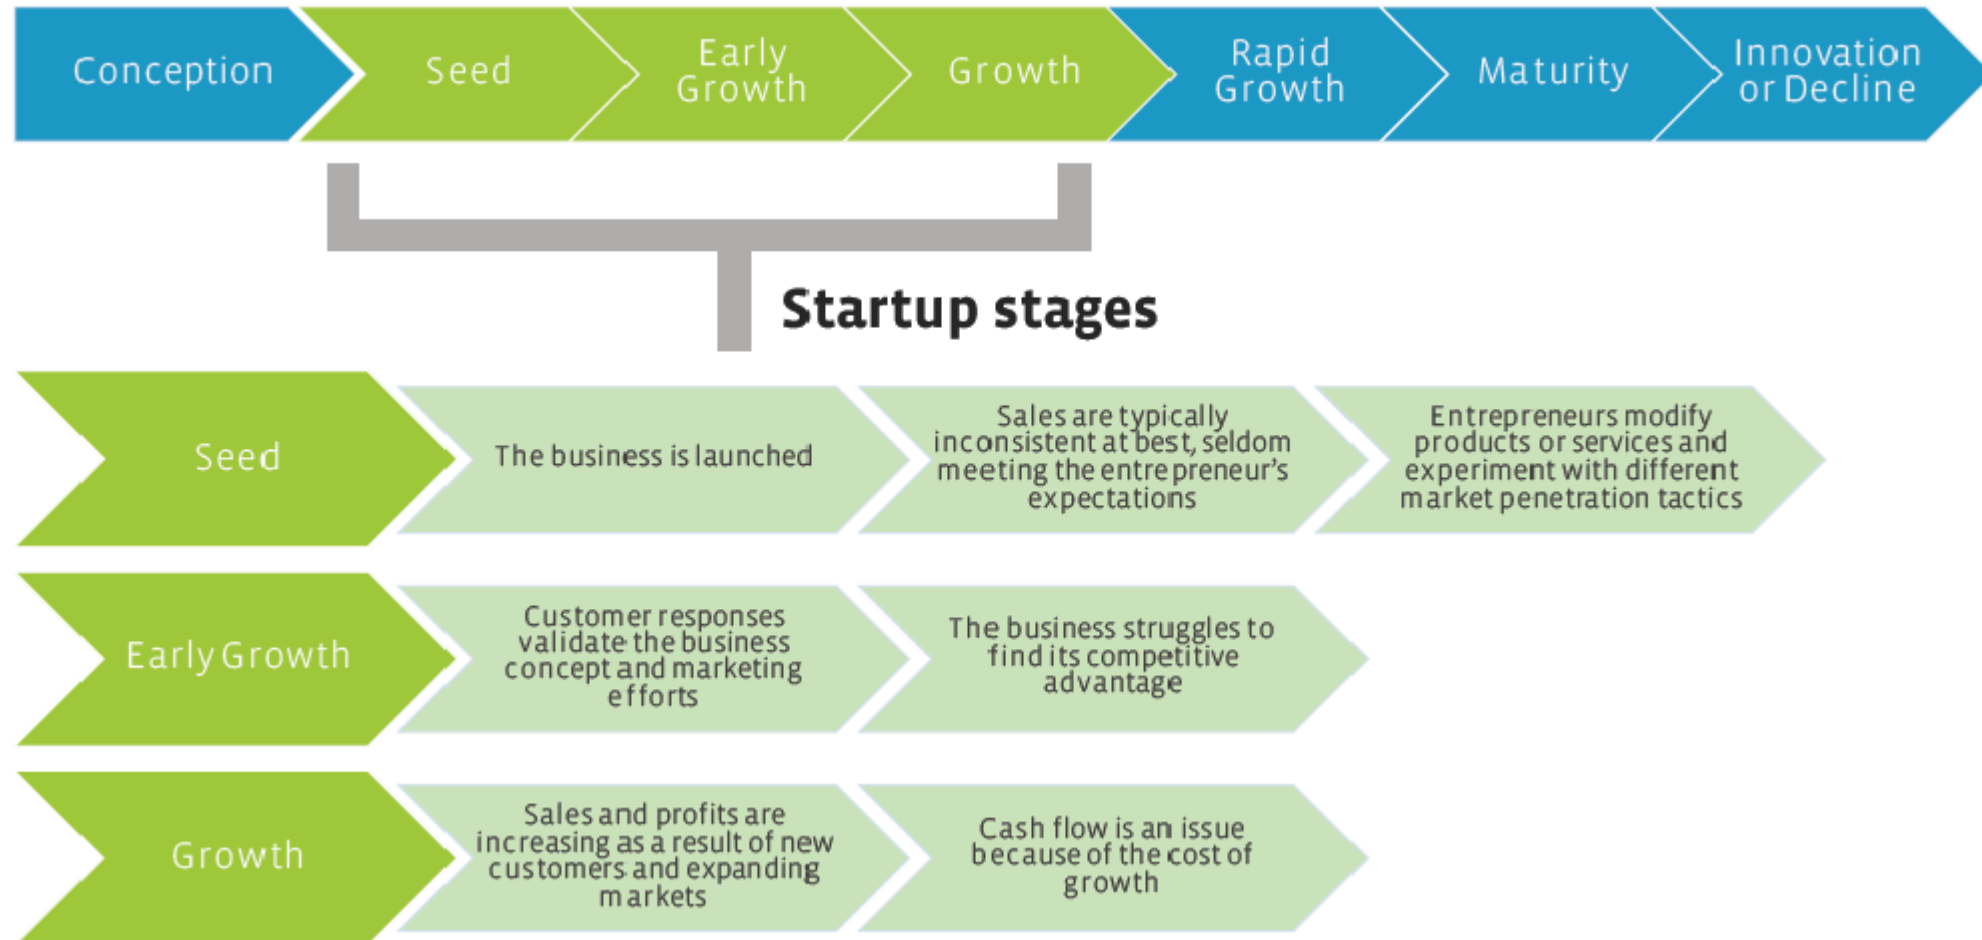 Conception
Seed
Early
Growth
Growth
Rapid
Growth
Maturity
Innovation
or Decline
Startup stages
Seed
The business is launched
Sales are typically
inconsistent at best, seldom
meeting the entrepreneur's
expectations
Entrepreneurs modify
products or services and
experiment with different
market penetration tactics
Early Growth
Customer responses
validate the business
concept and marketing
efforts
The business struggles to
find its competitive
advantage
Growth
Sales and profits are
increasing as a result of new
customers and expanding
markets
Cash flow is an issue
because of the cost of
growth